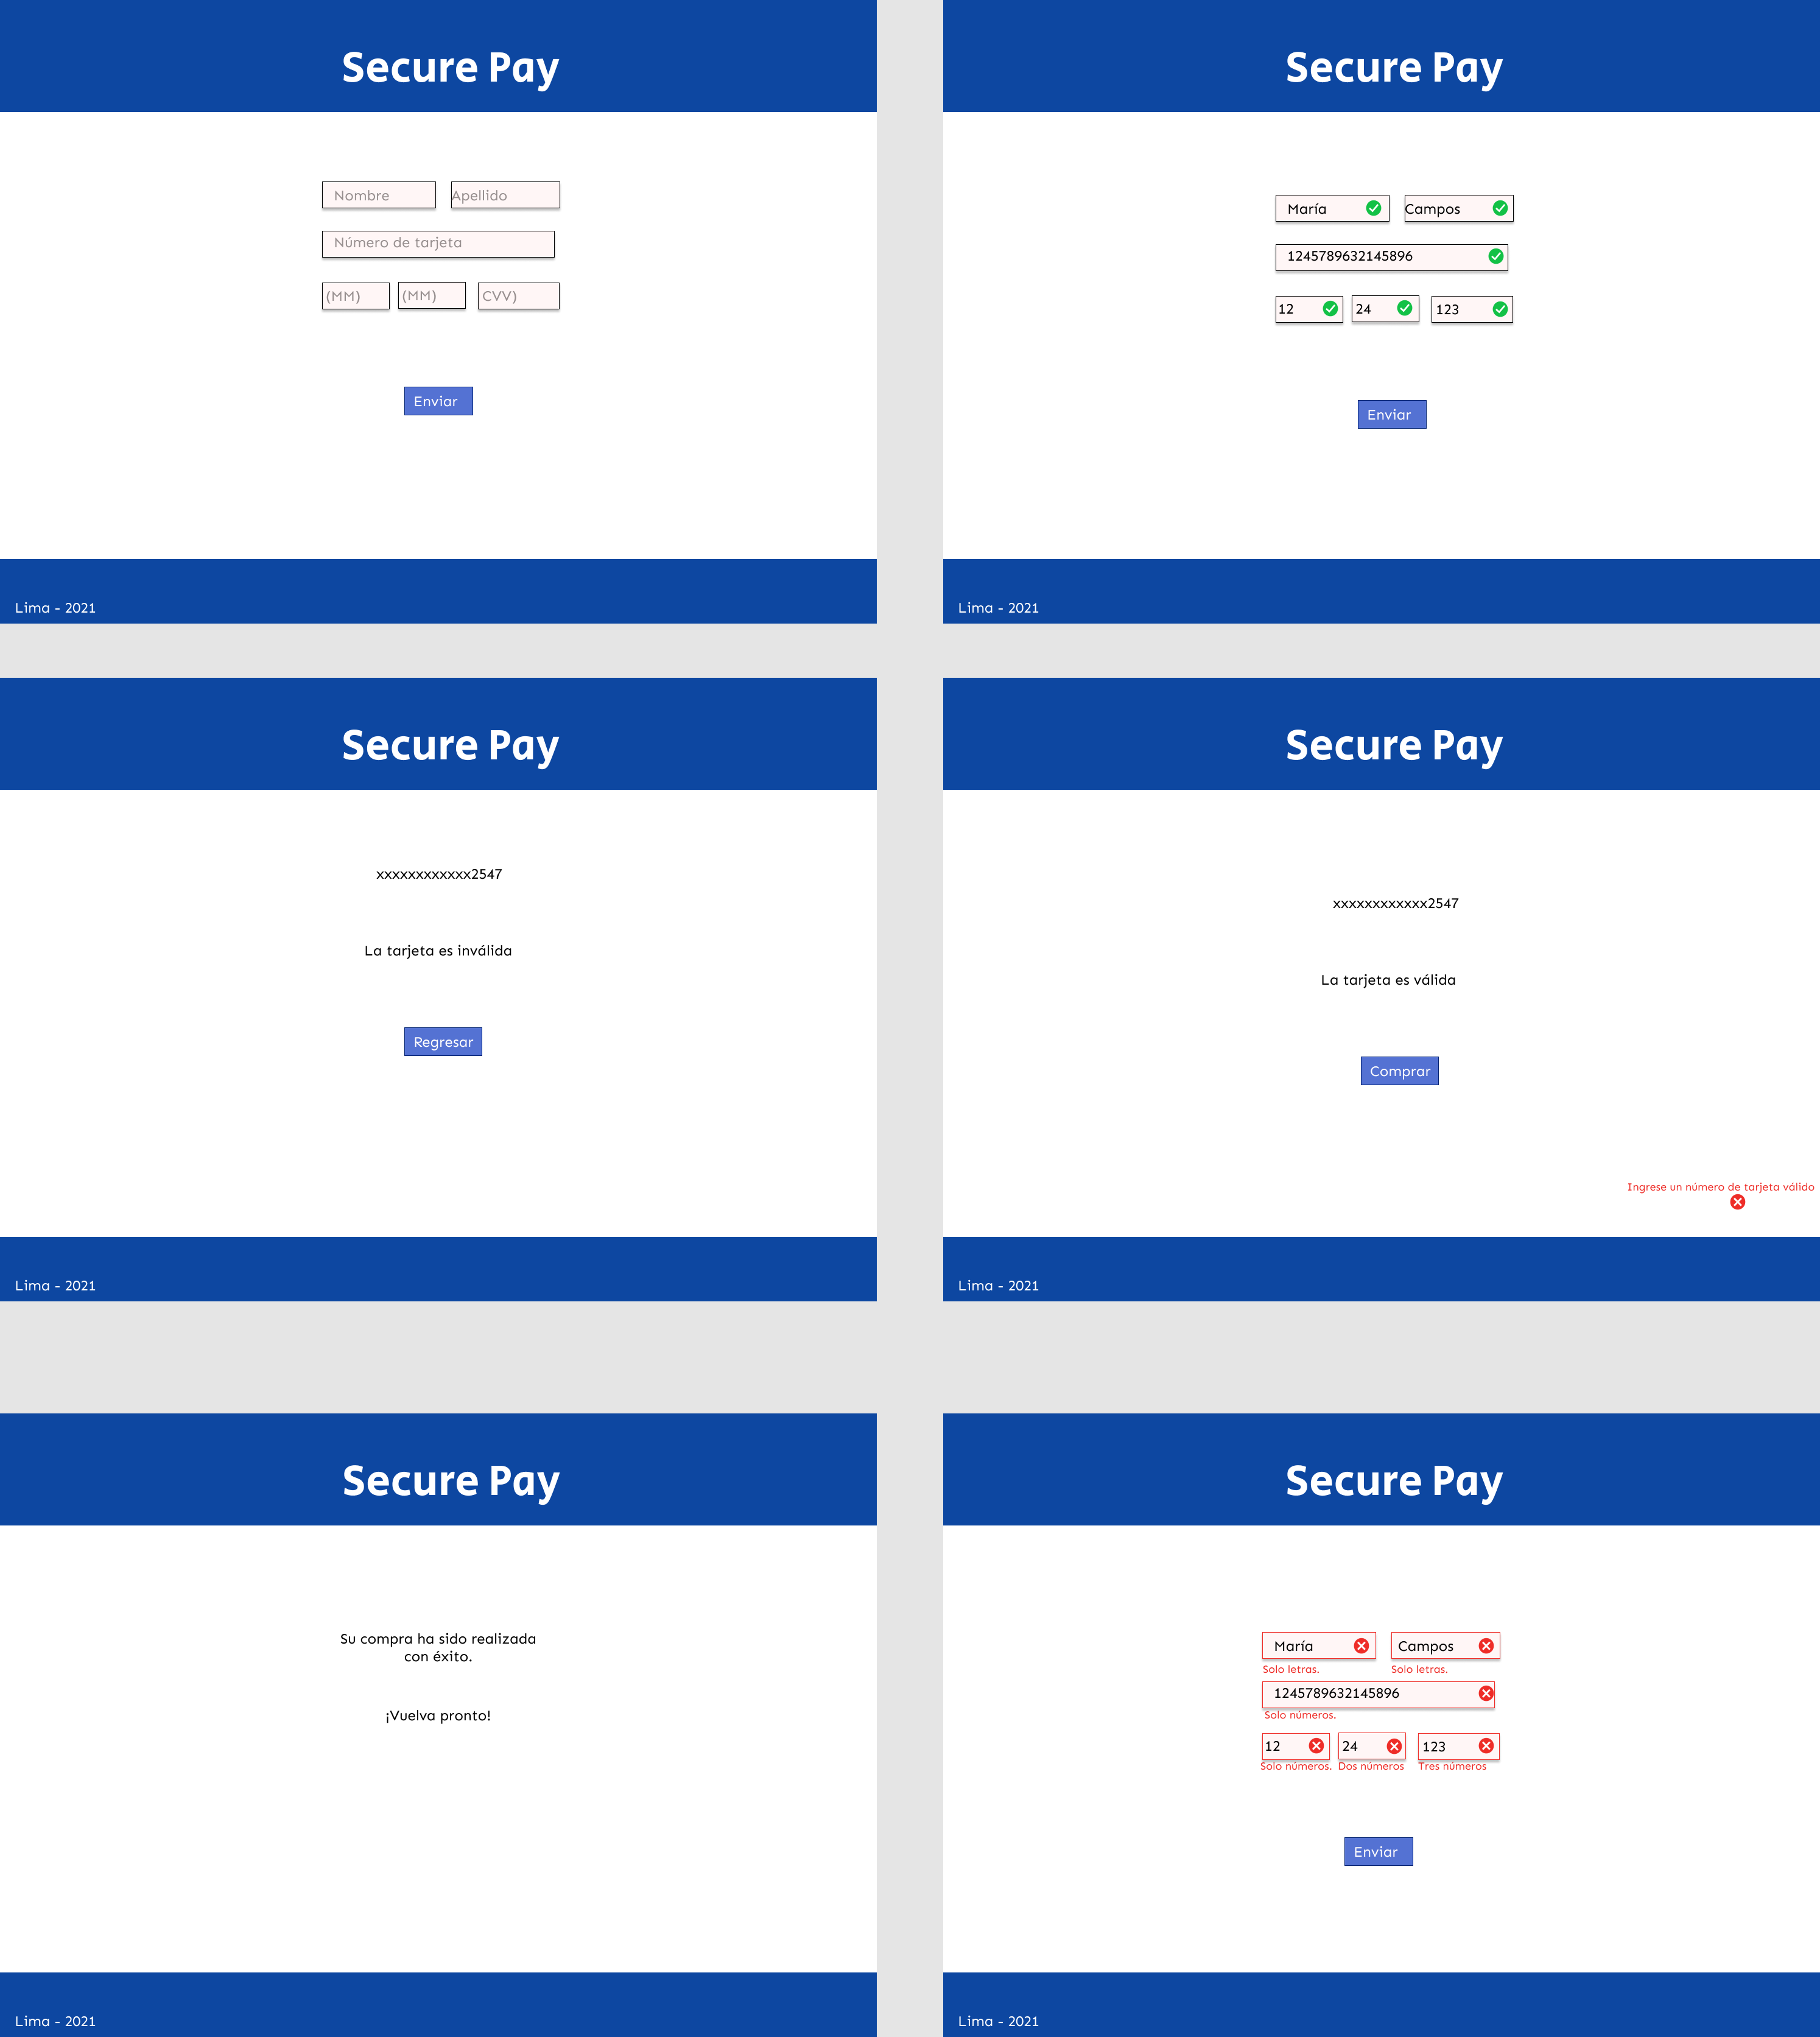 Secure Pay
Nombre Apellido
Número de tarjeta
(MM) (MM) CVV)
Enviar
Lima - 2021
Secure Pay
María Campos
1245789632145896
12 24 123
Enviar
Lima - 2021
Secure Pay
xxxxxxxxxxxx2547
La tarjeta es inválida
Regresar
Lima - 2021
Secure Pay
xxxxxxxxxxxx2547
La tarjeta es válida
Comprar
Ingrese un número de tarjeta válido
Lima - 2021
Secure Pay
Su compra ha sido realizada
con éxito.
¡Vuelva pronto!
Lima - 2021
Secure Pay
María Campos
Solo letras. Solo letras.
1245789632145896
Solo números.
12 24 123
Solo números. Dos números Tres números
Enviar
Lima - 2021